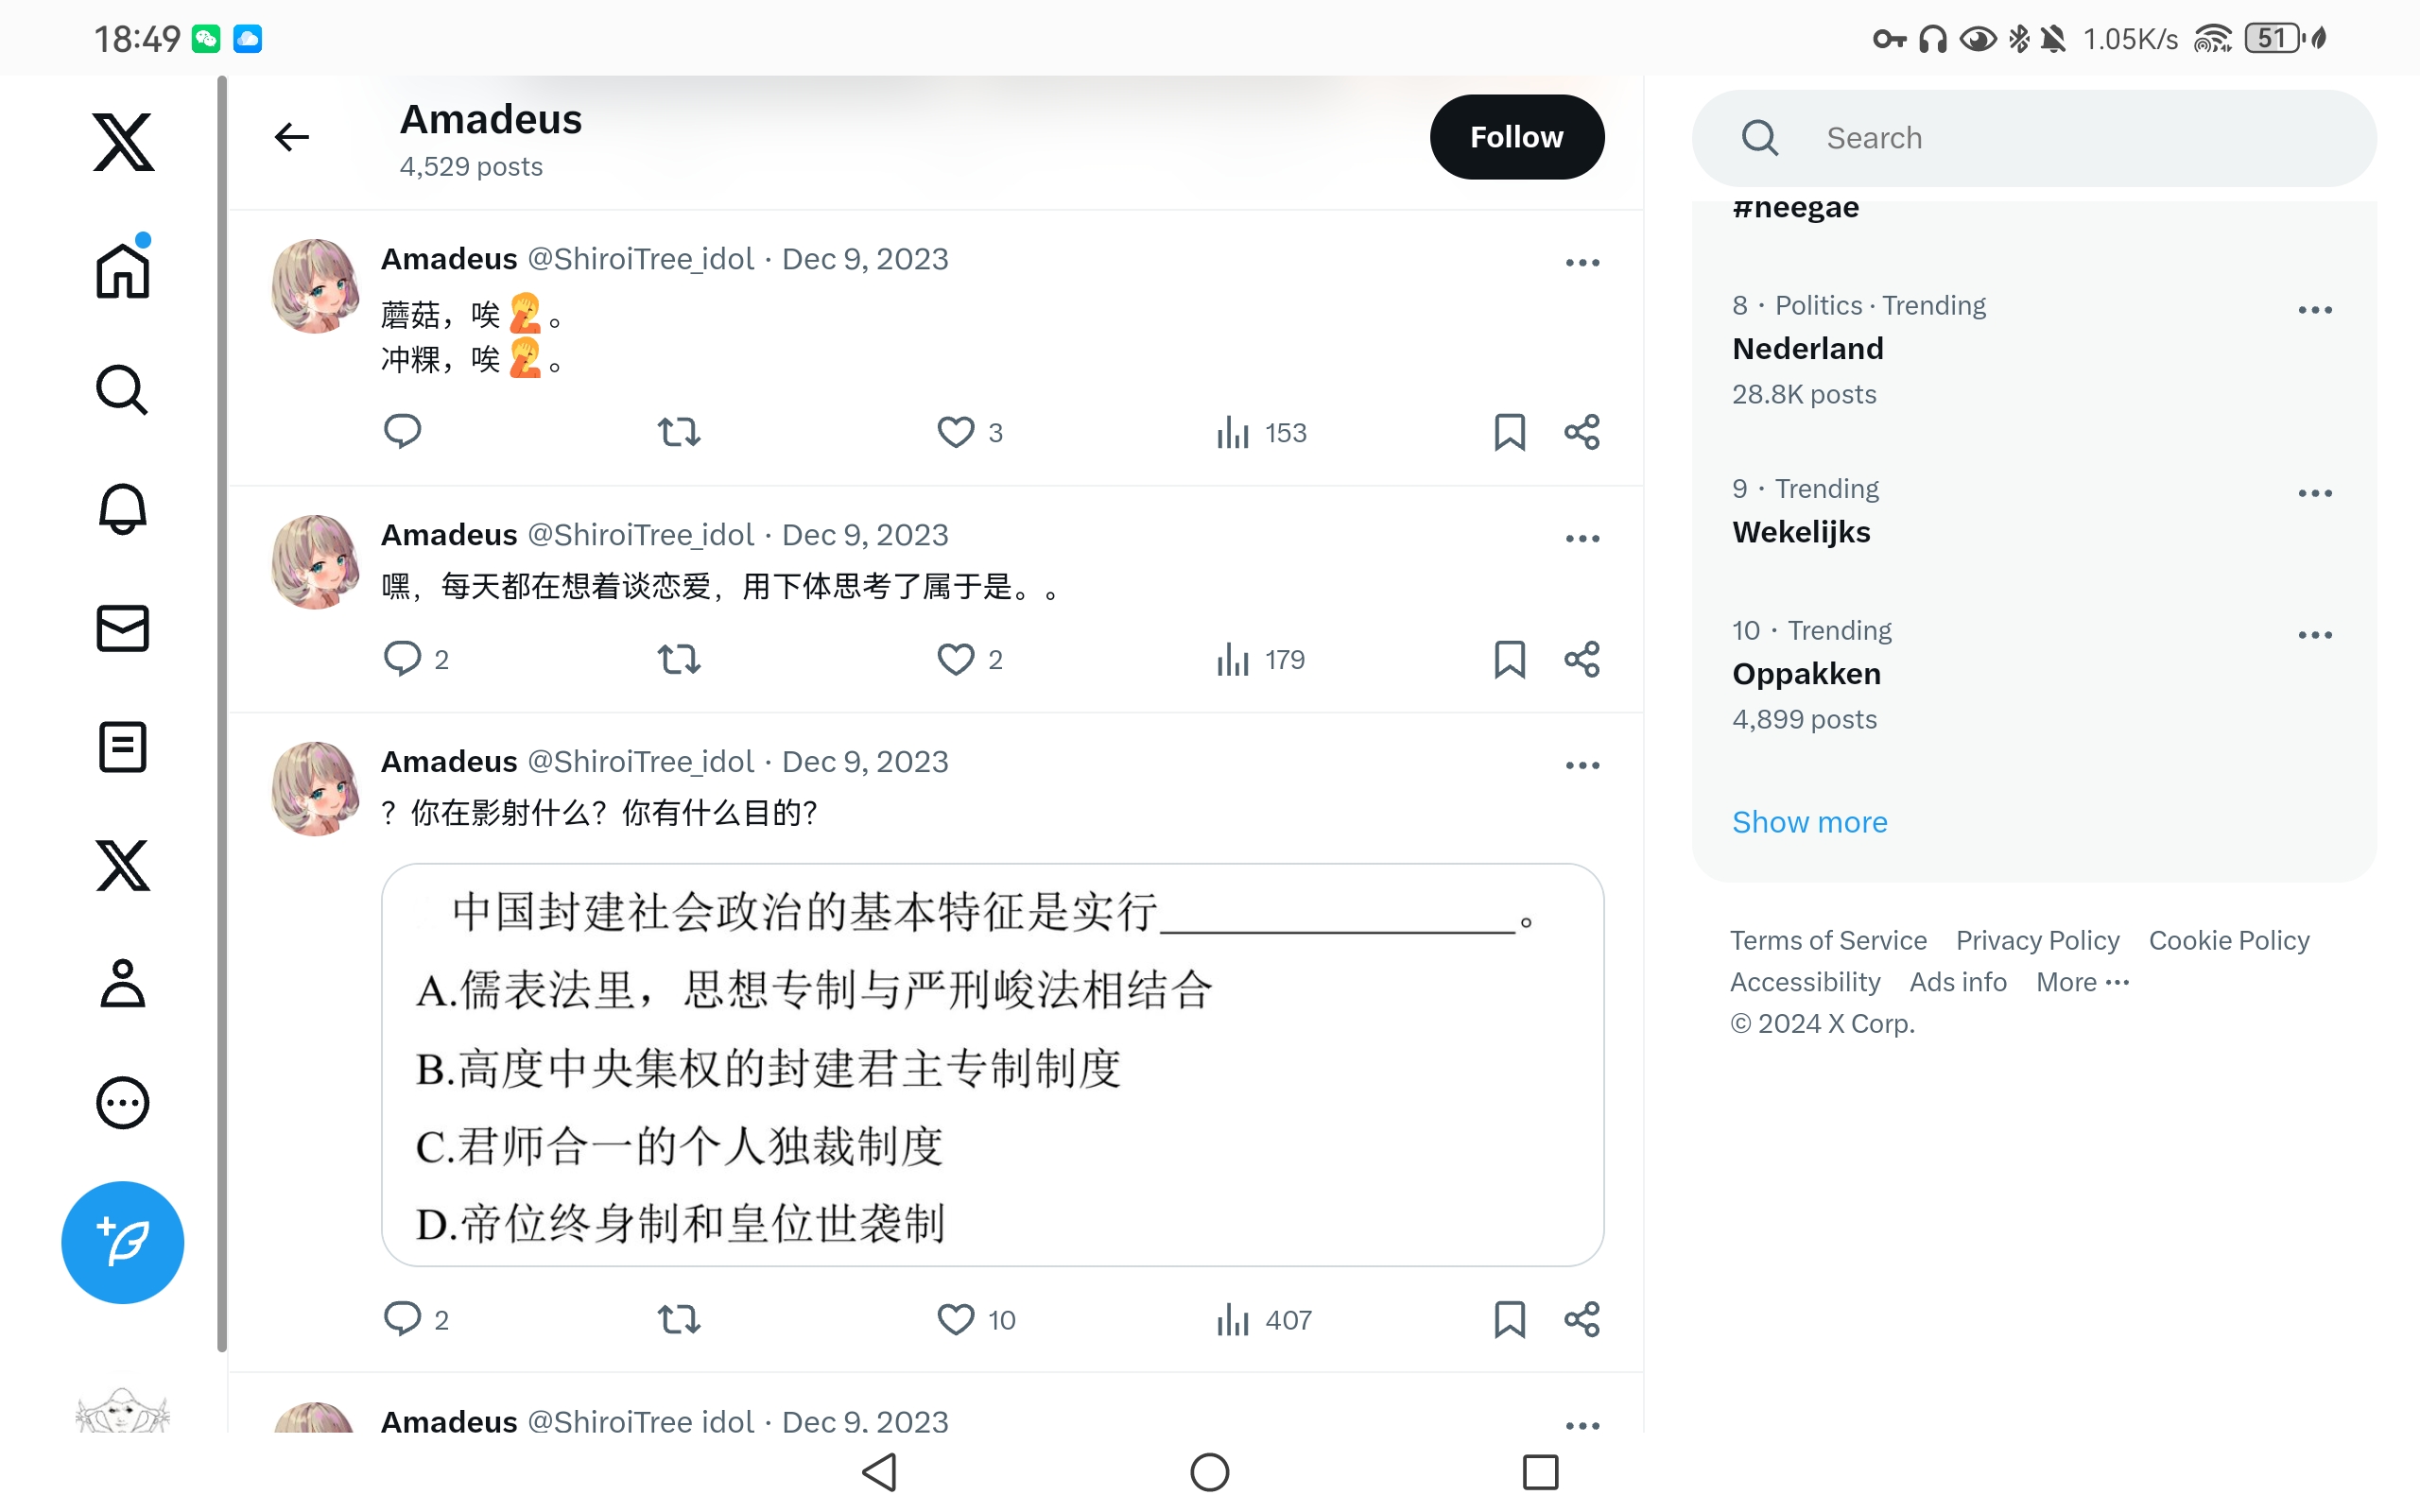 18:49
1.05K/s
51
Amadeus
4,529 posts
Follow
Amadeus @ShiroiTree_idol · Dec 9, 2023
蘑菇，唉🤦。
冲粿，唉🤦。
3
153
Amadeus @ShiroiTree_idol · Dec 9, 2023
嘿，每天都在想着谈恋爱，用下体思考了属于是。。
2
2
179
Amadeus @ShiroiTree_idol · Dec 9, 2023
？你在影射什么？你有什么目的？
中国封建社会政治的基本特征是实行________________。
A.儒表法里，思想专制与严刑峻法相结合
B.高度中央集权的封建君主专制制度
C.君师合一的个人独裁制度
D.帝位终身制和皇位世袭制
2
10
407
Amadeus @ShiroiTree idol · Dec 9, 2023
Search
#heegae
8 · Politics · Trending
Nederland
28.8K posts
9 · Trending
Wekelijks
10 · Trending
Oppakken
4,899 posts
Show more
Terms of Service Privacy Policy Cookie Policy
Accessibility Ads info More ···
© 2024 X Corp.